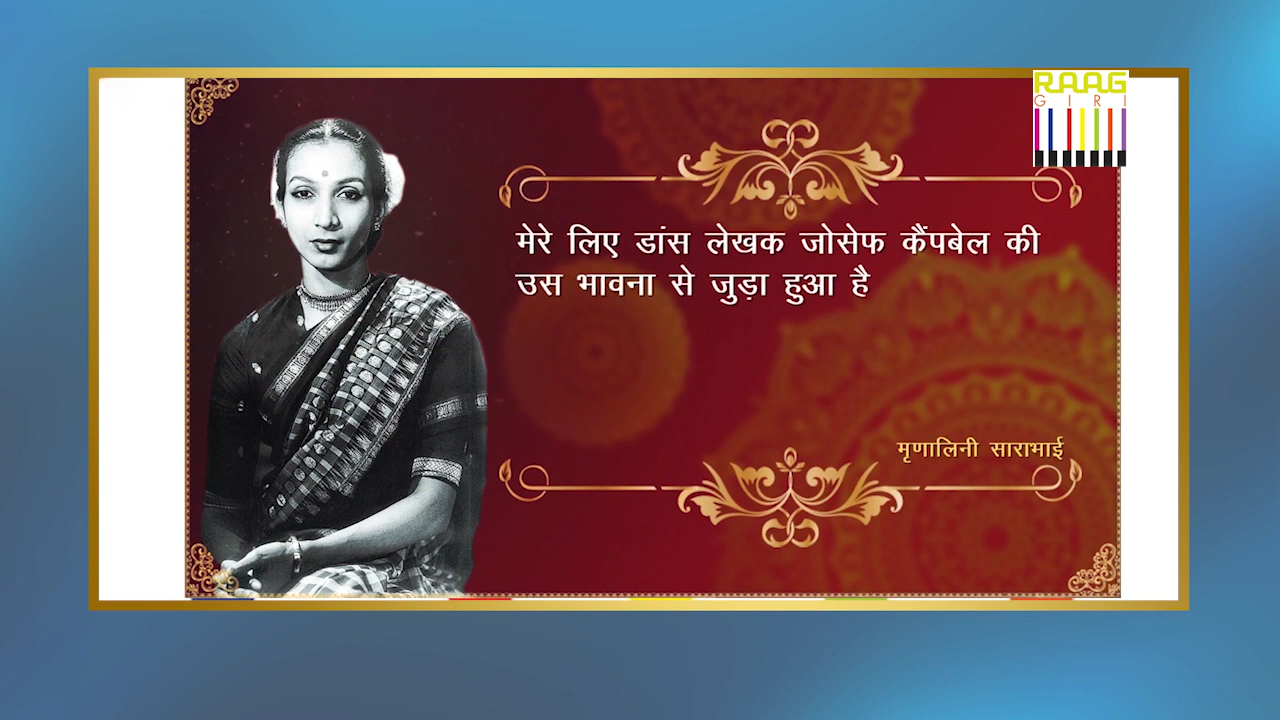 RAAG
GIRI
मेरे लिए डांस लेखक जोसेफ कैंपबेल की
उस भावना से जुड़ा हुआ है
मृणालिनी साराभाई